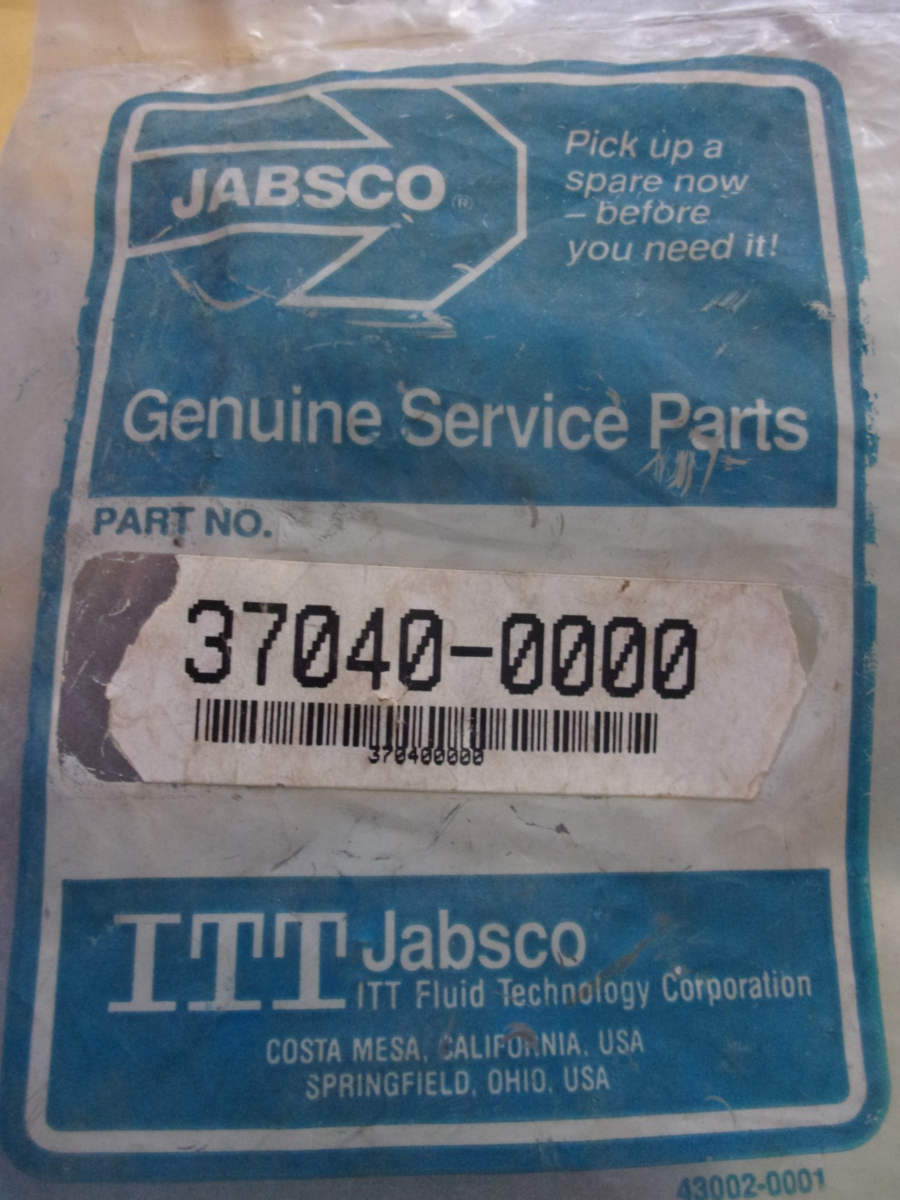 JABSCO ®
Pick up a
spare now
– before
you need it!
Genuine Service Parts
PART NO.
37040-0000
370400000
ITT Jabsco
ITT Fluid Technology Corporation
COSTA MESA, CALIFORNIA, USA
SPRINGFIELD, OHIO, USA
43002-0001